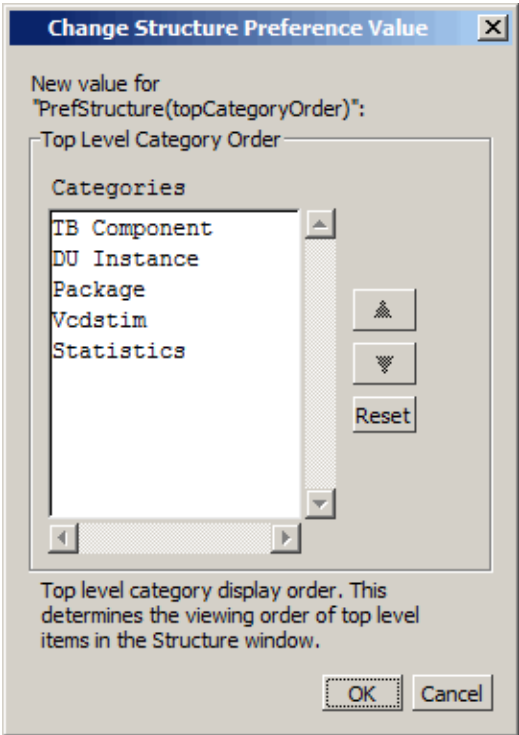 Change Structure Preference Value
New value for
"PrefStructure(topCategoryOrder)":
Top Level Category Order
Categories
TB Component
DU Instance
Package
Vcdstim
Statistics
Reset
Top level category display order. This
determines the viewing order of top level
items in the Structure window.
OK Cancel